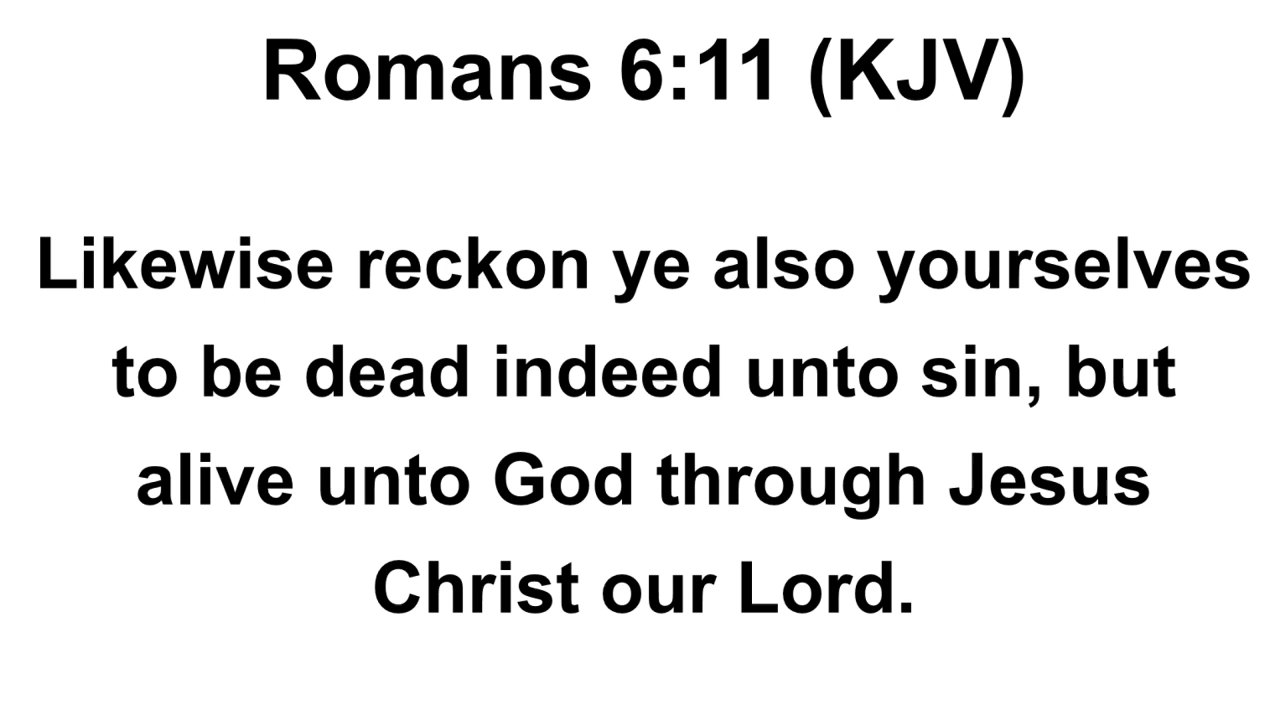 Romans 6:11 (KJV)
Likewise reckon ye also yourselves
to be dead indeed unto sin, but
alive unto God through Jesus
Christ our Lord.